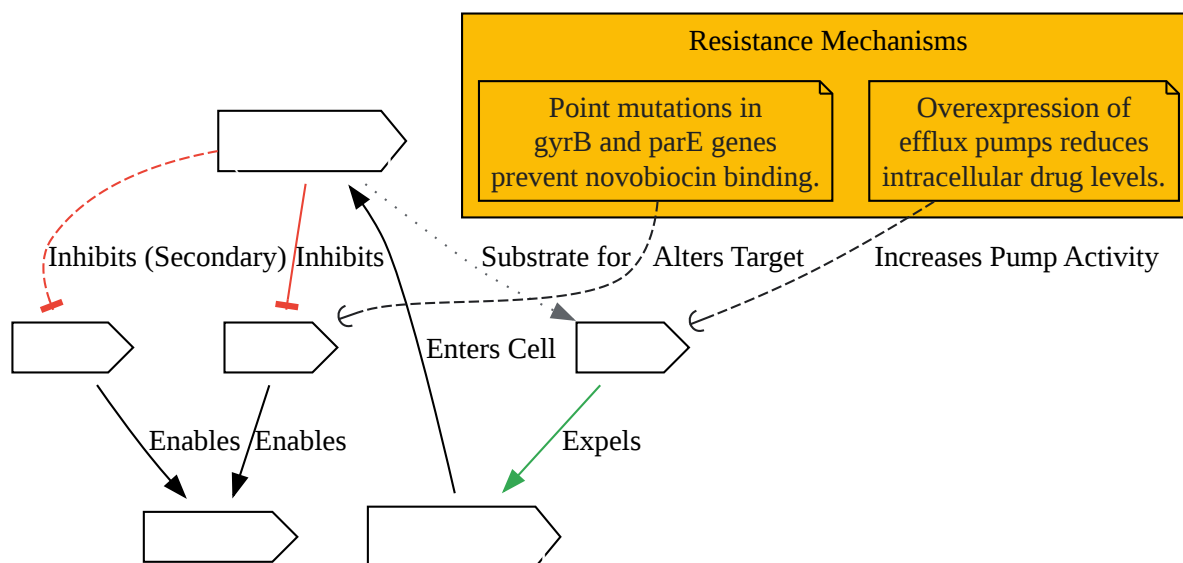 Resistance Mechanisms
Point mutations in
gyrB and parE genes
prevent novobiocin binding.
Overexpression of
efflux pumps reduces
intracellular drug levels.
Inhibits (Secondary)
Inhibits
Substrate for
Alters Target
Increases Pump Activity
Enters Cell
Enables
Enables
Expels